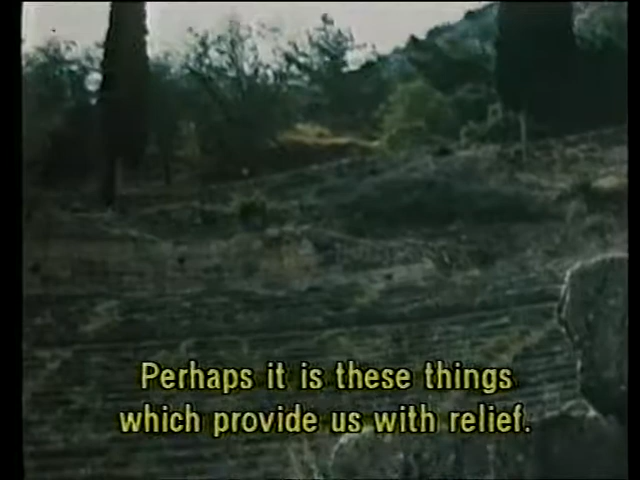 Perhaps it is these things
which provide us with relief.